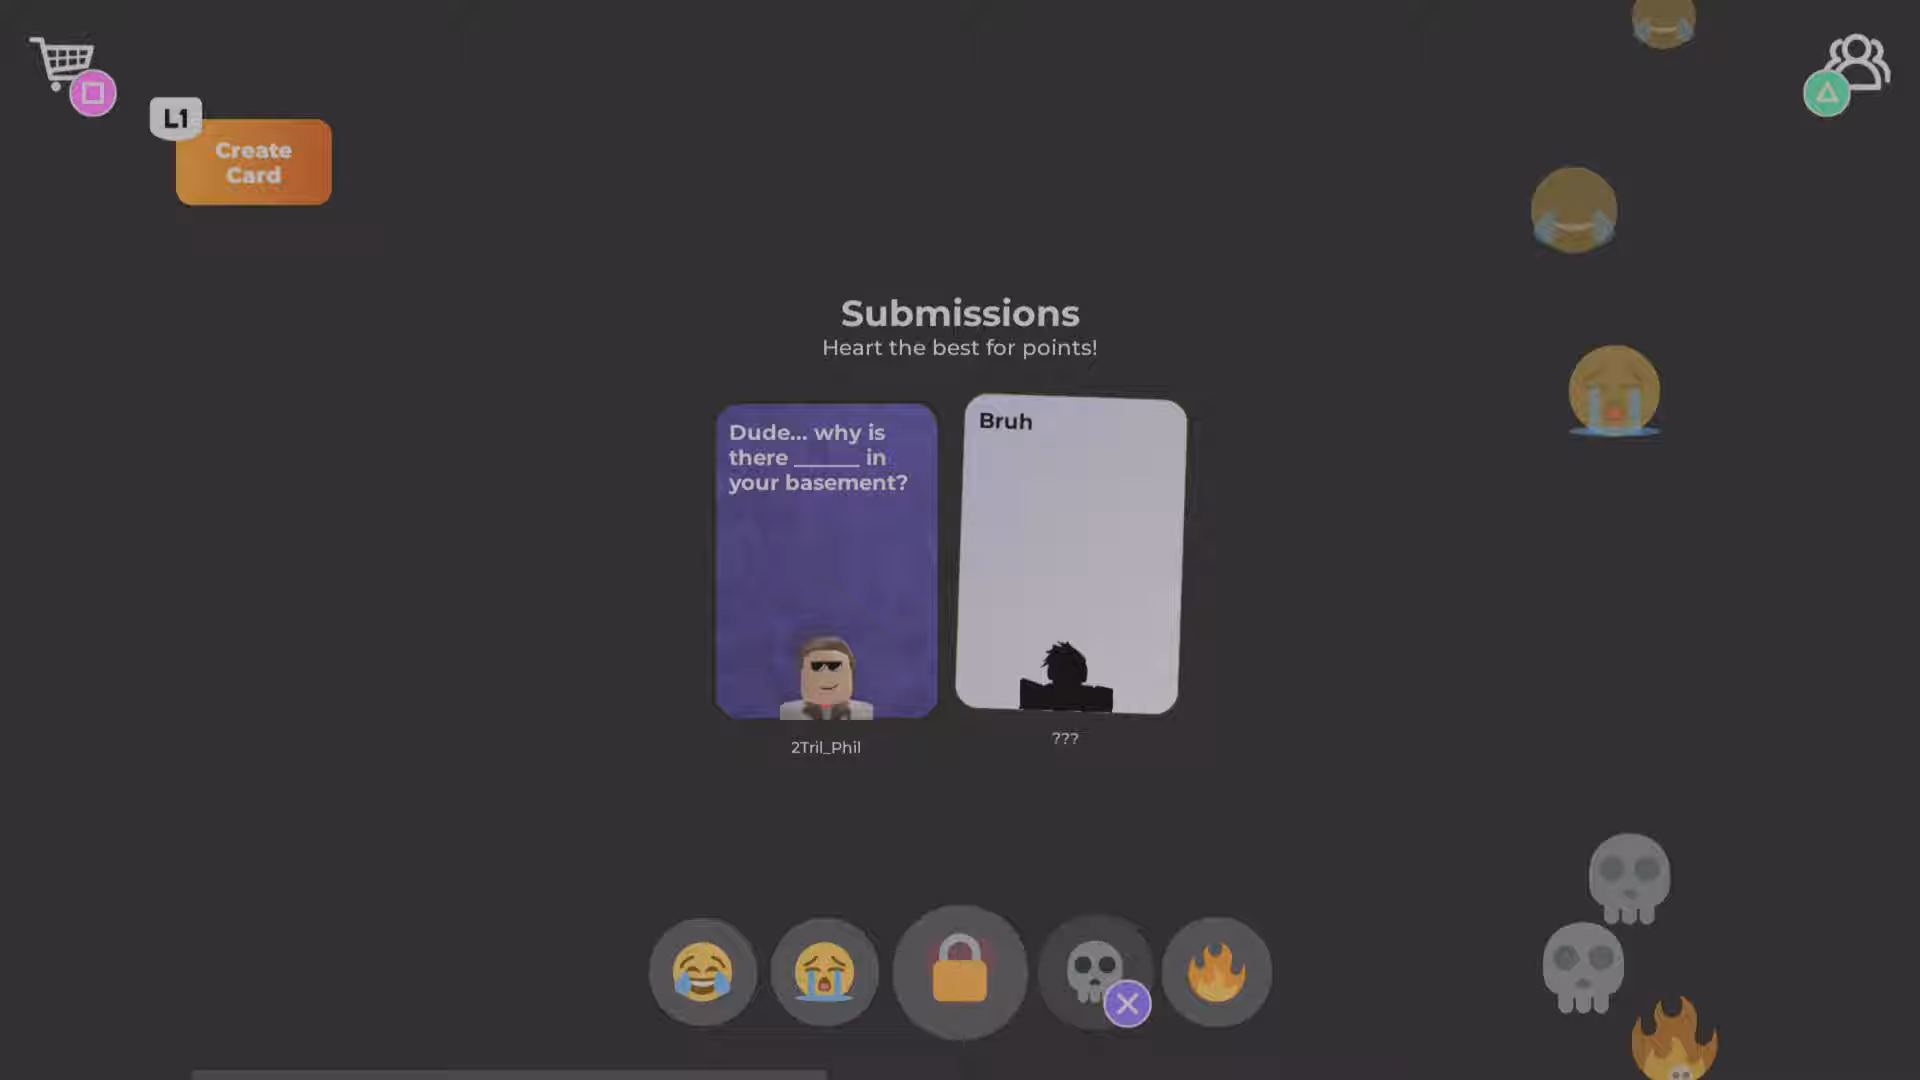 L1
Create
Card
Submissions
Heart the best for points!
Dude... why is
there ______ in
your basement?
Bruh
2Tril_Phil
???